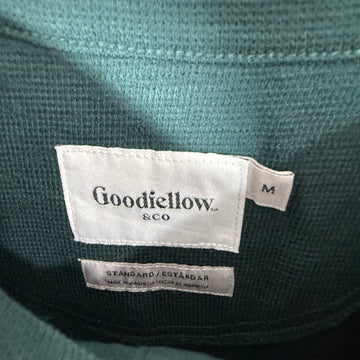 Goodfellow
&CO
M
STANDARD / ESTÁNDAR